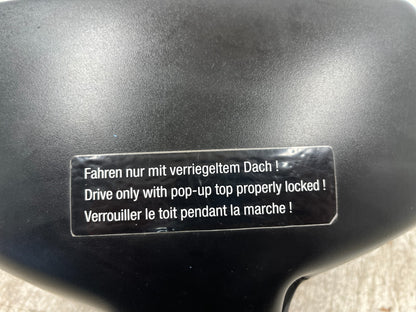 Fahren nur mit verriegeltem Dach !
Drive only with pop-up top properly locked !
Verrouiller le toit pendant la marche !